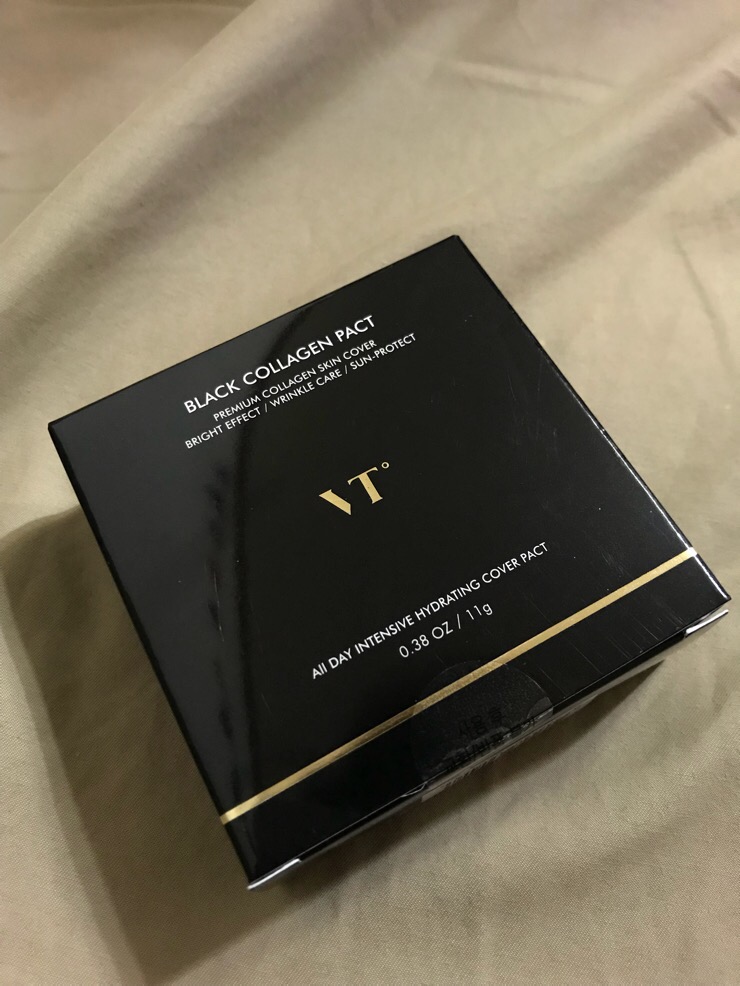 BLACK COLLAGEN PACT
PREMIUM COLLAGEN SKIN COVER
BRIGHT EFFECT / WRINKLE CARE / SUN-PROTECT
VT°
All DAY INTENSIVE HYDRATING COVER PACT
0.38 OZ / 11g